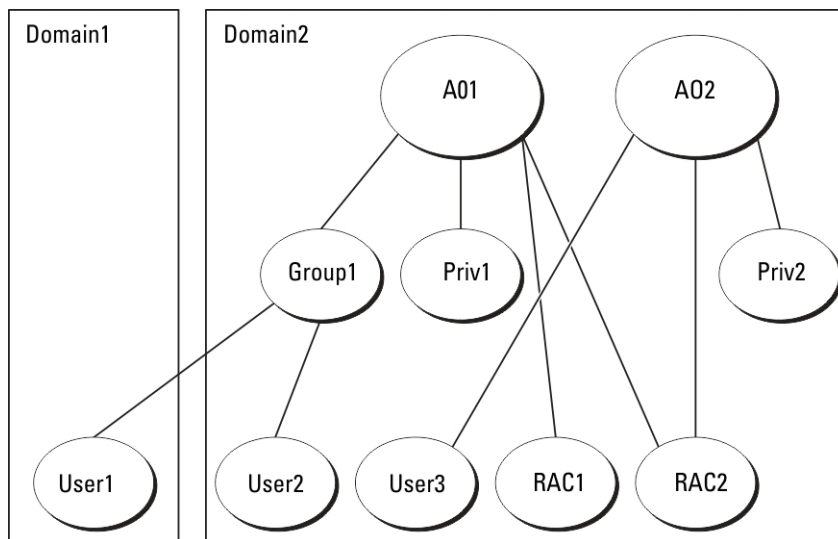 Domain1
Domain2
A01
AO2
Group1
Priv1
Priv2
User1
User2
User3
RAC1
RAC2